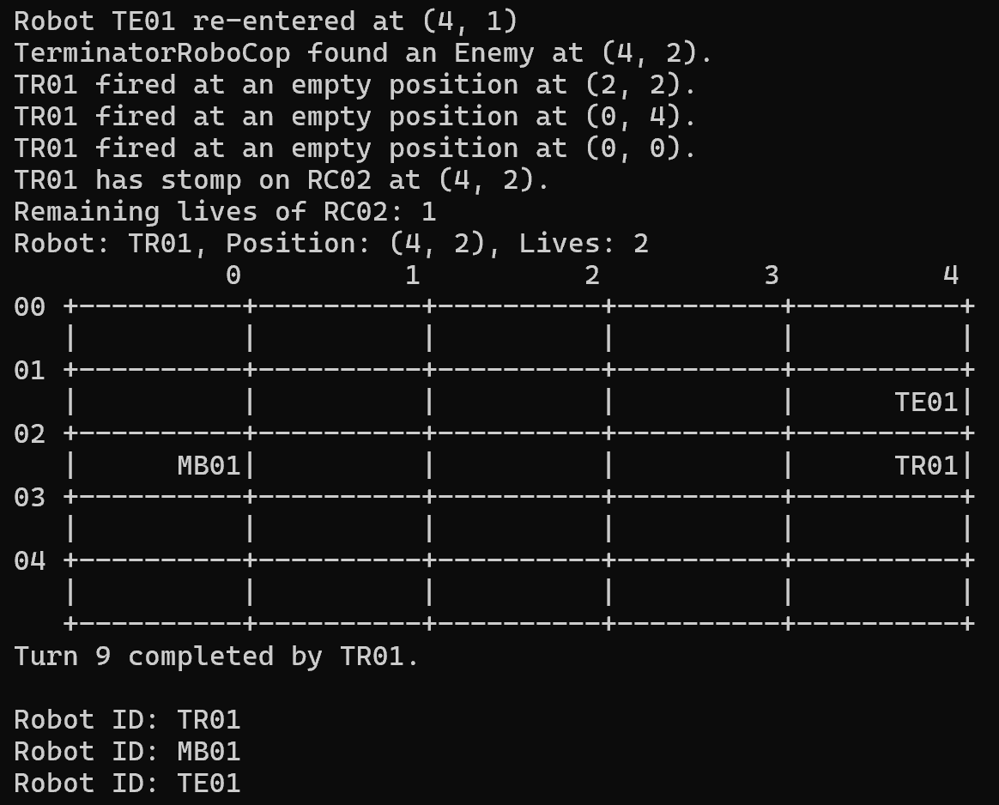 Robot TE01 re-entered at (4, 1)
TerminatorRoboCop found an Enemy at (4, 2).
TR01 fired at an empty position at (2, 2).
TR01 fired at an empty position at (0, 4).
TR01 fired at an empty position at (0, 0).
TR01 has stomp on RC02 at (4, 2).
Remaining lives of RC02: 1
Robot: TR01, Position: (4, 2), Lives: 2
             0          1          2          3          4
00 +----------+----------+----------+----------+----------+
   |          |          |          |          |          |
01 +----------+----------+----------+----------+----------+
   |          |          |          |          |      TE01|
02 +----------+----------+----------+----------+----------+
   |      MB01|          |          |          |      TR01|
03 +----------+----------+----------+----------+----------+
   |          |          |          |          |          |
04 +----------+----------+----------+----------+----------+
   |          |          |          |          |          |
   +----------+----------+----------+----------+----------+
Turn 9 completed by TR01.

Robot ID: TR01
Robot ID: MB01
Robot ID: TE01